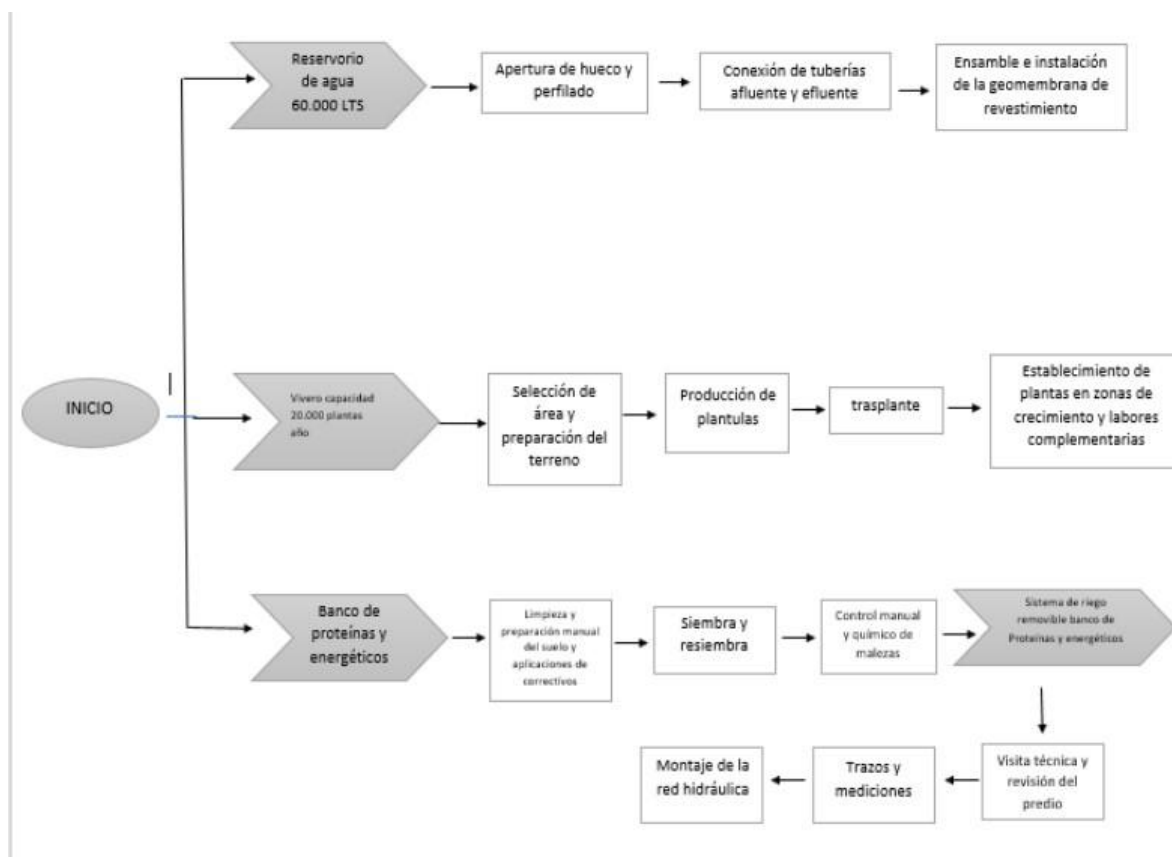 Reservorio
de agua
60.000 LTS
Apertura de hueco y
perfilado
Conexión de tuberías
afluente y efluente
Ensamble e instalación
de la geomembrana de
revestimiento
INICIO
Vivero capacidad
20.000 plantas
año
Selección de
área y
preparación del
terreno
Producción de
plantulas
trasplante
Establecimiento de
plantas en zonas de
crecimiento y labores
complementarias
Banco de
proteínas y
energéticos
Limpieza y
preparación manual
del suelo y
aplicaciones de
correctivos
Siembra y
resiembra
Control manual
y químico de
malezas
Sistema de riego
removible banco de
Proteínas y energéticos
Visita técnica y
revisión del
predio
Trazos y
mediciones
Montaje de la
red hidráulica